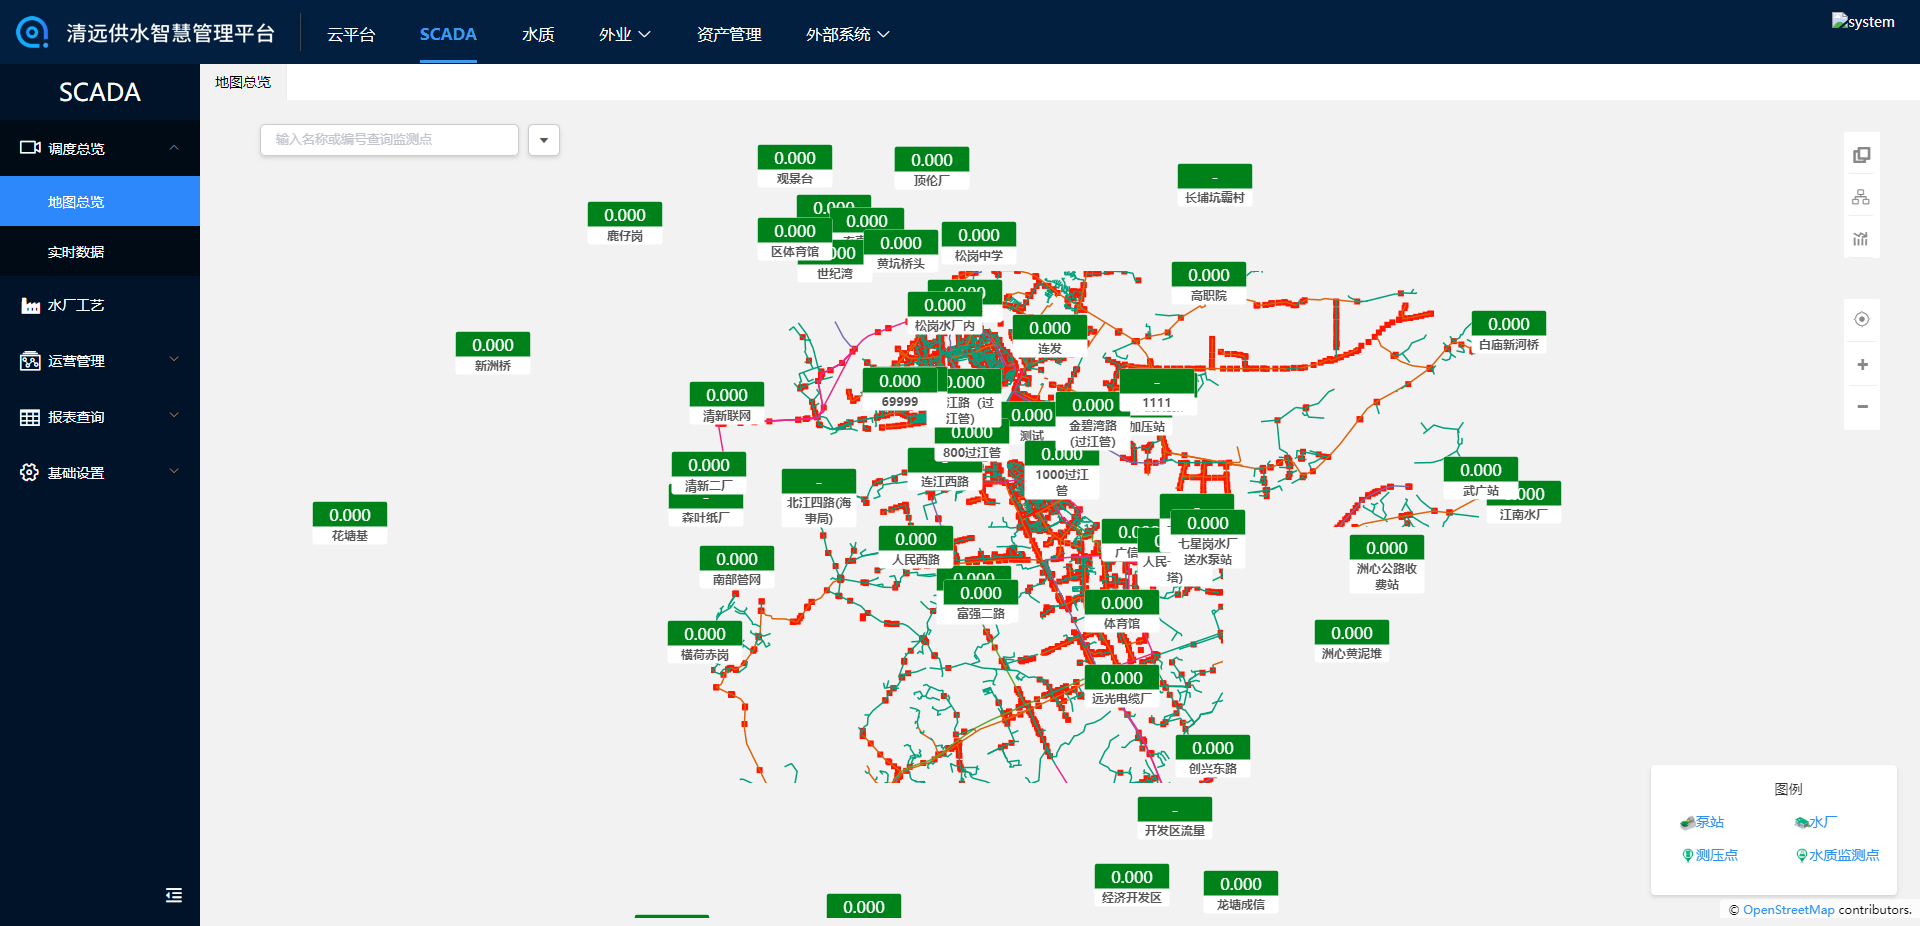 清远供水智慧管理平台
云平台
SCADA
水质
外业
资产管理
外部系统
system
SCADA
调度总览
地图总览
实时数据
水厂工艺
运营管理
报表查询
基础设置
地图总览
输入名称或编号查询监测点
0.000
观景台
0.000
顶伦厂
-
长埔坑霸村
0.000
鹿仔岗
0.000
0.000
0.000
区体育馆
0.000
黄坑桥头
0.000
松岗中学
世纪湾
0.000
高职院
0.000
松岗水厂内
0.000
连发
0.000
白庙新河桥
0.000
新洲桥
0.000
清新联网
0.000
69999
0.000
江路（过
江管）
-
1111
0.000
测试
0.000
金碧湾路
(过江管)
加压站
0.000
800过江管
0.000
1000过江
管
连江西路
0.000
清新二厂
-
森叶纸厂
-
北江四路(海
事局)
0.000
武广站
0.000
江南水厂
0.000
花塘基
0.000
人民西路
广信
0.000
七星岗水厂
送水泵站
人民
塔)
0.000
洲心公路收
费站
0.000
南部管网
0.000
0.000
富强二路
0.000
体育馆
0.000
横荷赤岗
0.000
洲心黄泥堆
0.000
远光电缆厂
0.000
创兴东路
-
开发区流量
0.000
经济开发区
0.000
龙塘成信
0.000
图例
泵站
水厂
测压点
水质监测点
© OpenStreetMap contributors.